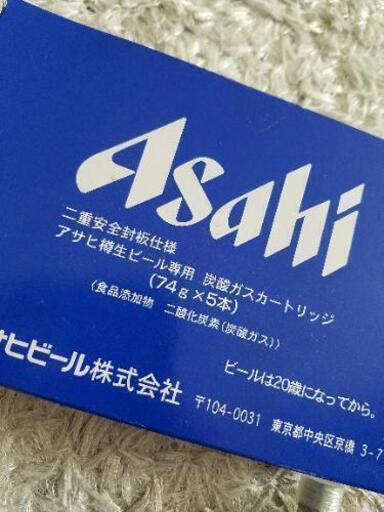 Asahi
二重安全封板仕様
アサヒ樽生ビール専用 炭酸ガスカートリッジ
(74g×5本)
(食品添加物 二酸化炭素(炭酸ガス))
ビールは20歳になってから。
サヒビール株式会社 〒104-0031 東京都中央区京橋 3-7